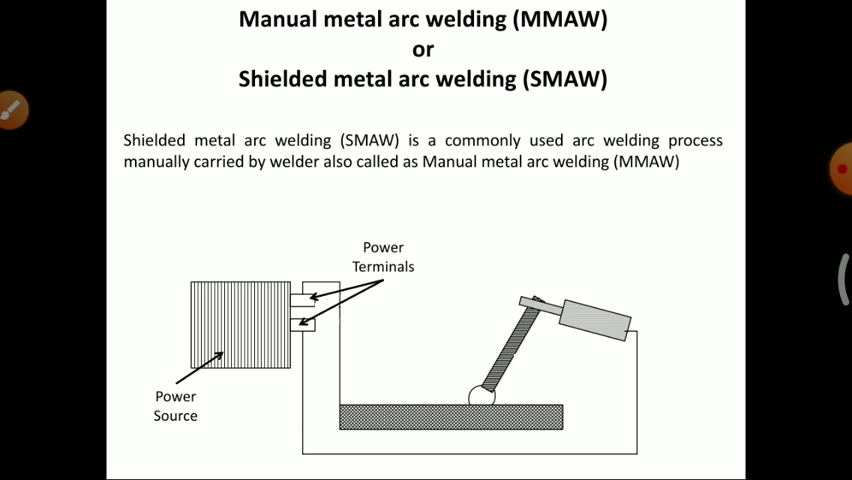 Manual metal arc welding (MMAW)
or
Shielded metal arc welding (SMAW)
Shielded metal arc welding (SMAW) is a commonly used arc welding process
manually carried by welder also called as Manual metal arc welding (MMAW)
Power
Terminals
Power
Source